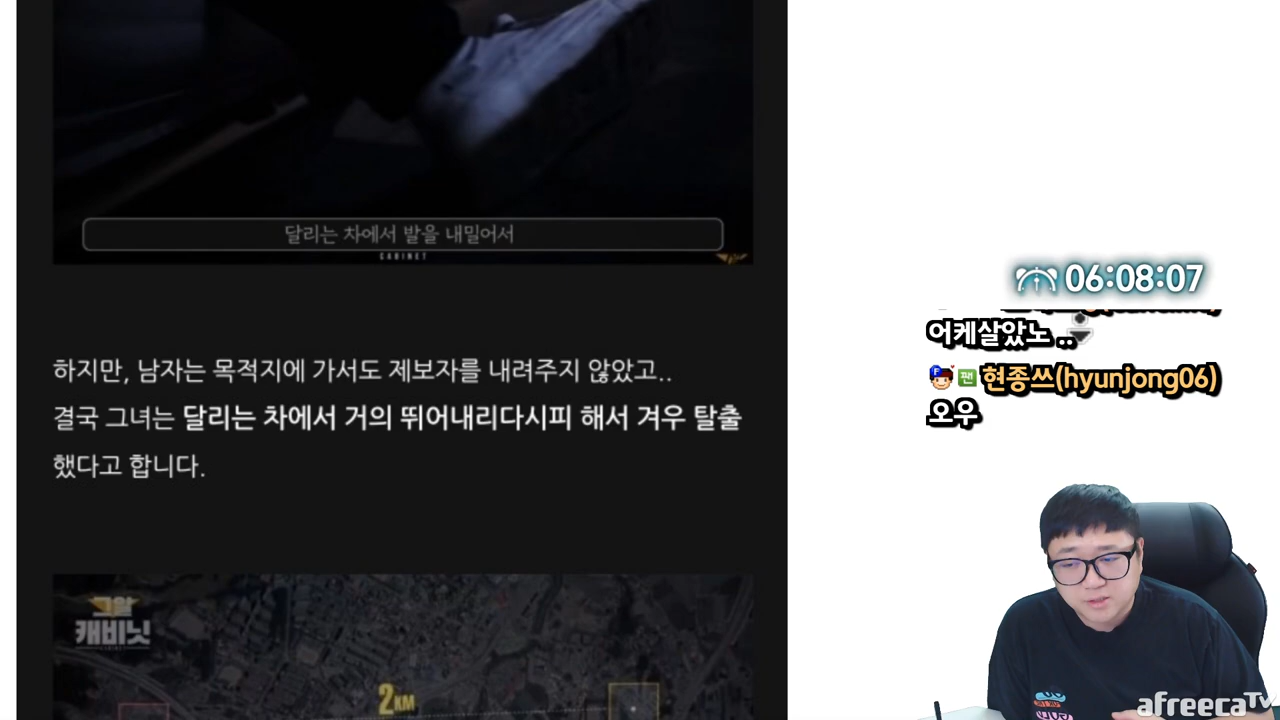 달리는 차에서 발을 내밀어서
CABINET
하지만, 남자는 목적지에 가서도 제보자를 내려주지 않았고..
결국 그녀는 달리는 차에서 거의 뛰어내리다시피 해서 겨우 탈출
했다고 합니다.
그알
캐비닛
2KM
06:08:07
어케살았노 ..
팬 현종쓰(hyunjong06)
오우
afreecaTV